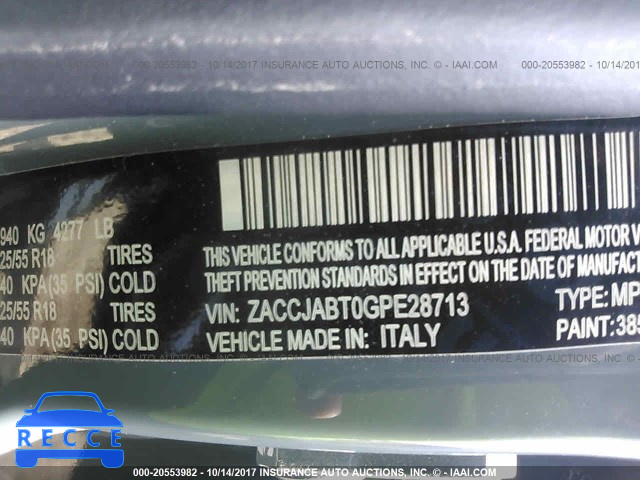 000-20553982 - 10/14/2017 INSURANCE AUTO AUCTIONS, INC. © - IAAI.COM
000-20553982 - 10/14/2017
940 KG 4277 LB
25/55 R18 TIRES
40 KPA(35 PSI) COLD
25/55 R18 TIRES
40 KPA(35 PSI) COLD
THIS VEHICLE CONFORMS TO ALL APPLICABLE U.S.A. FEDERAL MOTOR V
THEFT PREVENTION STANDARDS IN EFFECT ON THE DATE OF MANUFACT
VIN: ZACCJABT0GPE28713 TYPE: MP
VEHICLE MADE IN: ITALY PAINT: 385
RECCE
000-20553982 - 10/14/2017 INSURANCE AUTO AUCTIONS, INC. © - IAAI.COM